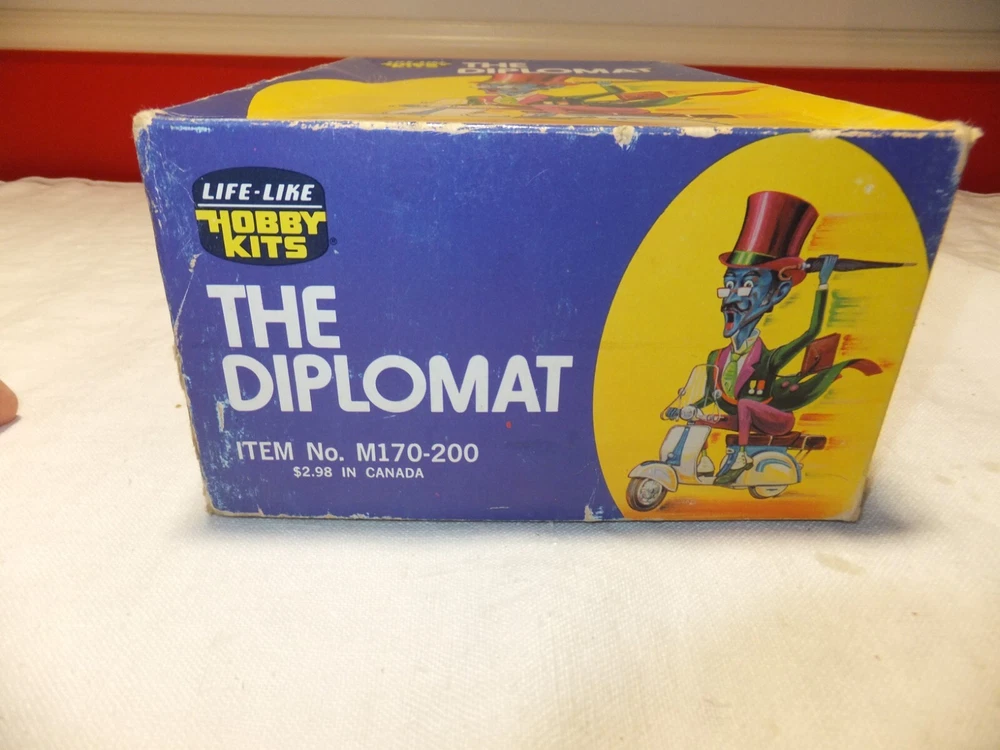 THE
DIPLOMAT
LIFE-LIKE
HOBBY
KITS®
THE
DIPLOMAT
ITEM No. M170-200
$2.98 IN CANADA